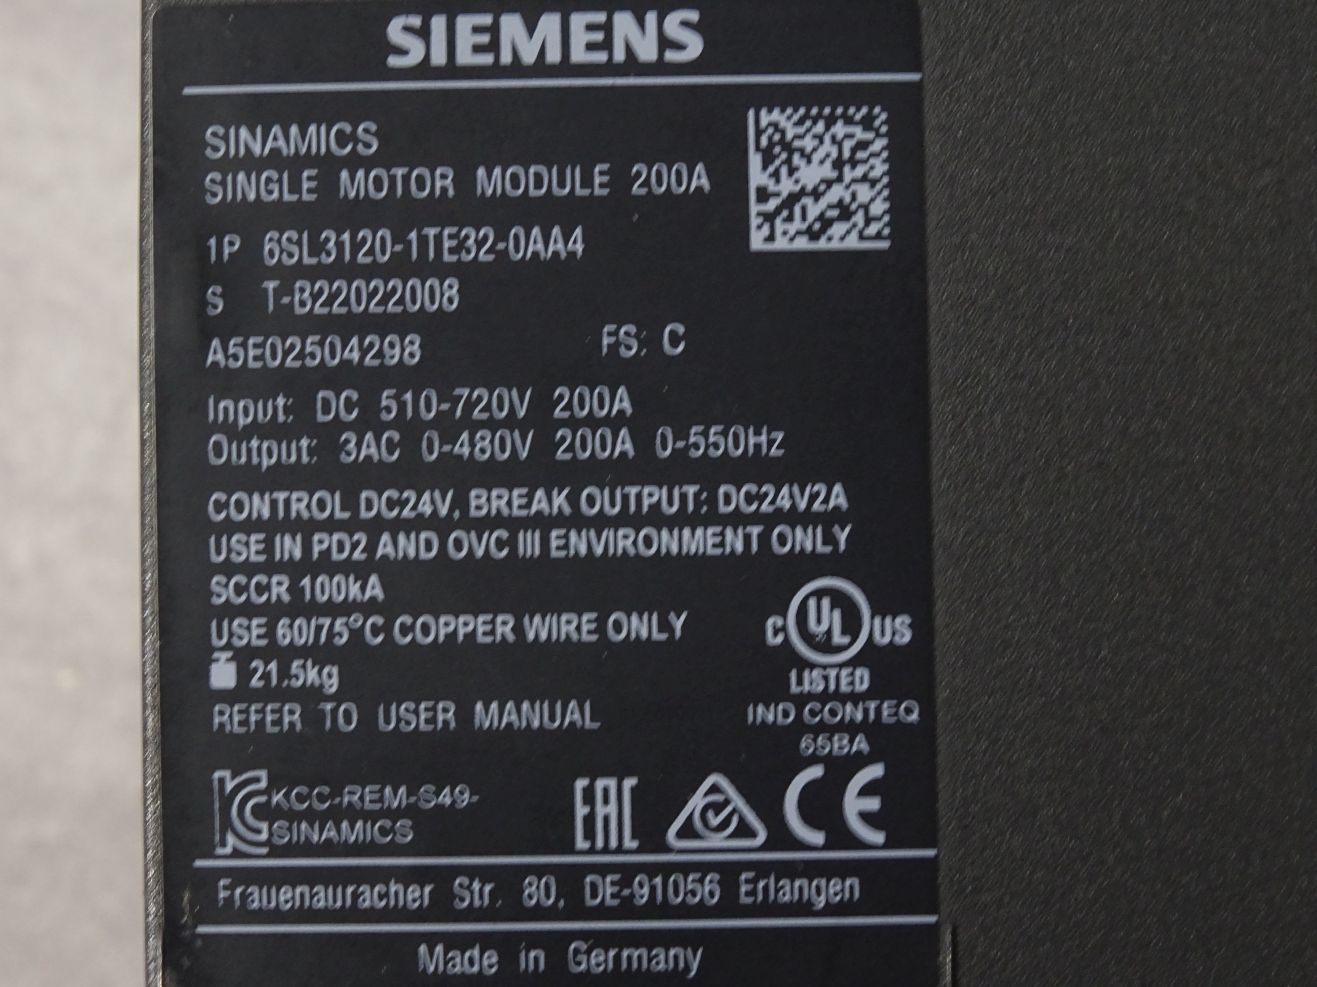 SIEMENS
SINAMICS
SINGLE MOTOR MODULE 200A
1P 6SL3120-1TE32-0AA4
S T-B22022008
A5E02504298 FS: C
Input: DC 510-720V 200A
Output: 3AC 0-480V 200A 0-550Hz
CONTROL DC24V, BREAK OUTPUT: DC24V2A
USE IN PD2 AND OVC III ENVIRONMENT ONLY
SCCR 100kA
USE 60/75°C COPPER WIRE ONLY
21.5kg
REFER TO USER MANUAL
C UL US
LISTED
IND CONTEQ
65BA
KCC-REM-S49-
SINAMICS
EAC CE
Frauenauracher Str. 80, DE-91056 Erlangen
Made in Germany